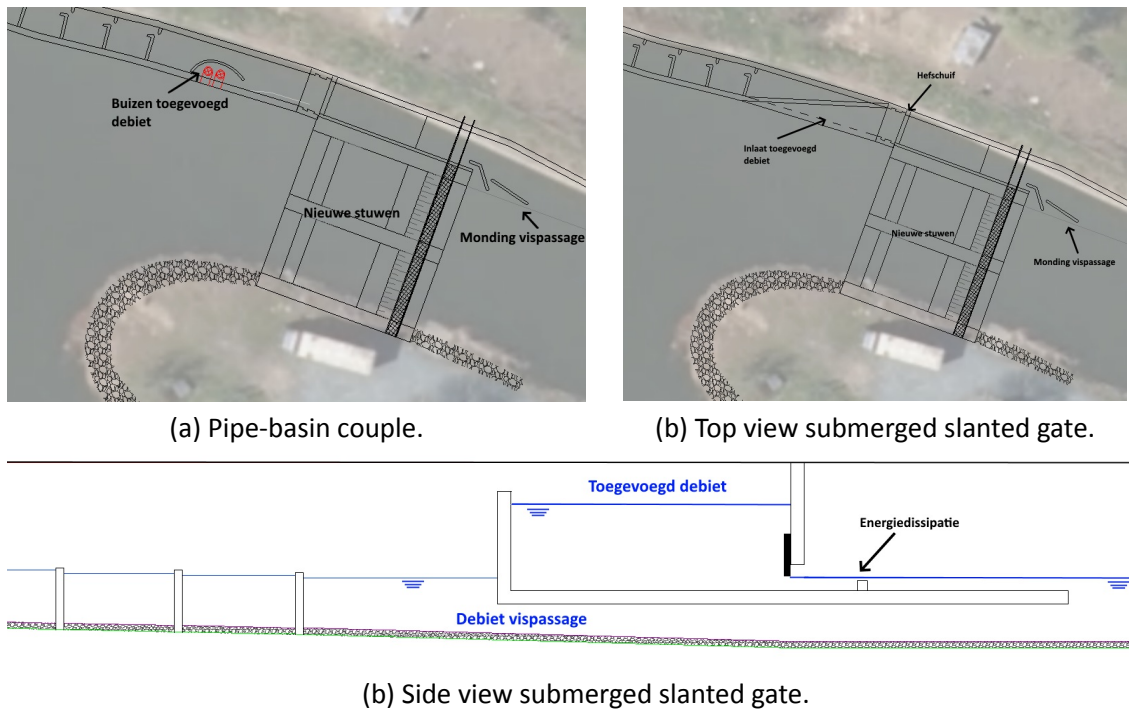 Buizen toegevoegd
debiet
Nieuwe stuwen
Monding vispassage
(a) Pipe-basin couple.
Hefschuif
Inlaat toegevoegd
debiet
Nieuwe stuwen
Monding vispassage
(b) Top view submerged slanted gate.
Toegevoegd debiet
Energiedissipatie
Debiet vispassage
(b) Side view submerged slanted gate.